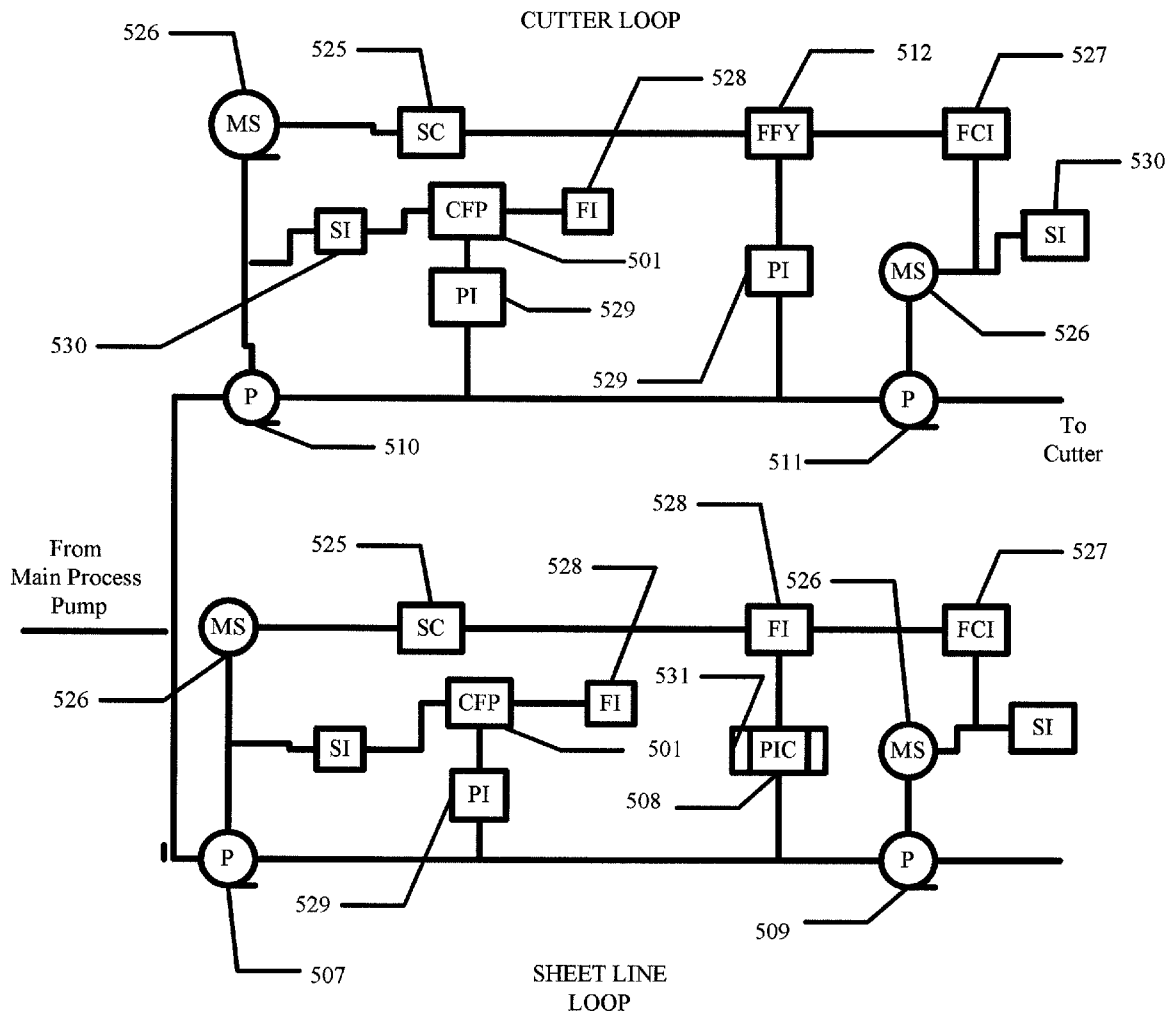 CUTTER LOOP
526
525
528
512
527
MS
SC
FFY
FCI
530
CFP
FI
SI
SI
501
PI
529
PI
MS
530
529
526
P
P
510
511
To
Cutter
528
525
528
526
527
From
Main Process
Pump
MS
SC
FI
FCI
526
531
CFP
FI
SI
501
PIC
MS
SI
PI
508
P
P
529
509
507
SHEET LINE
LOOP